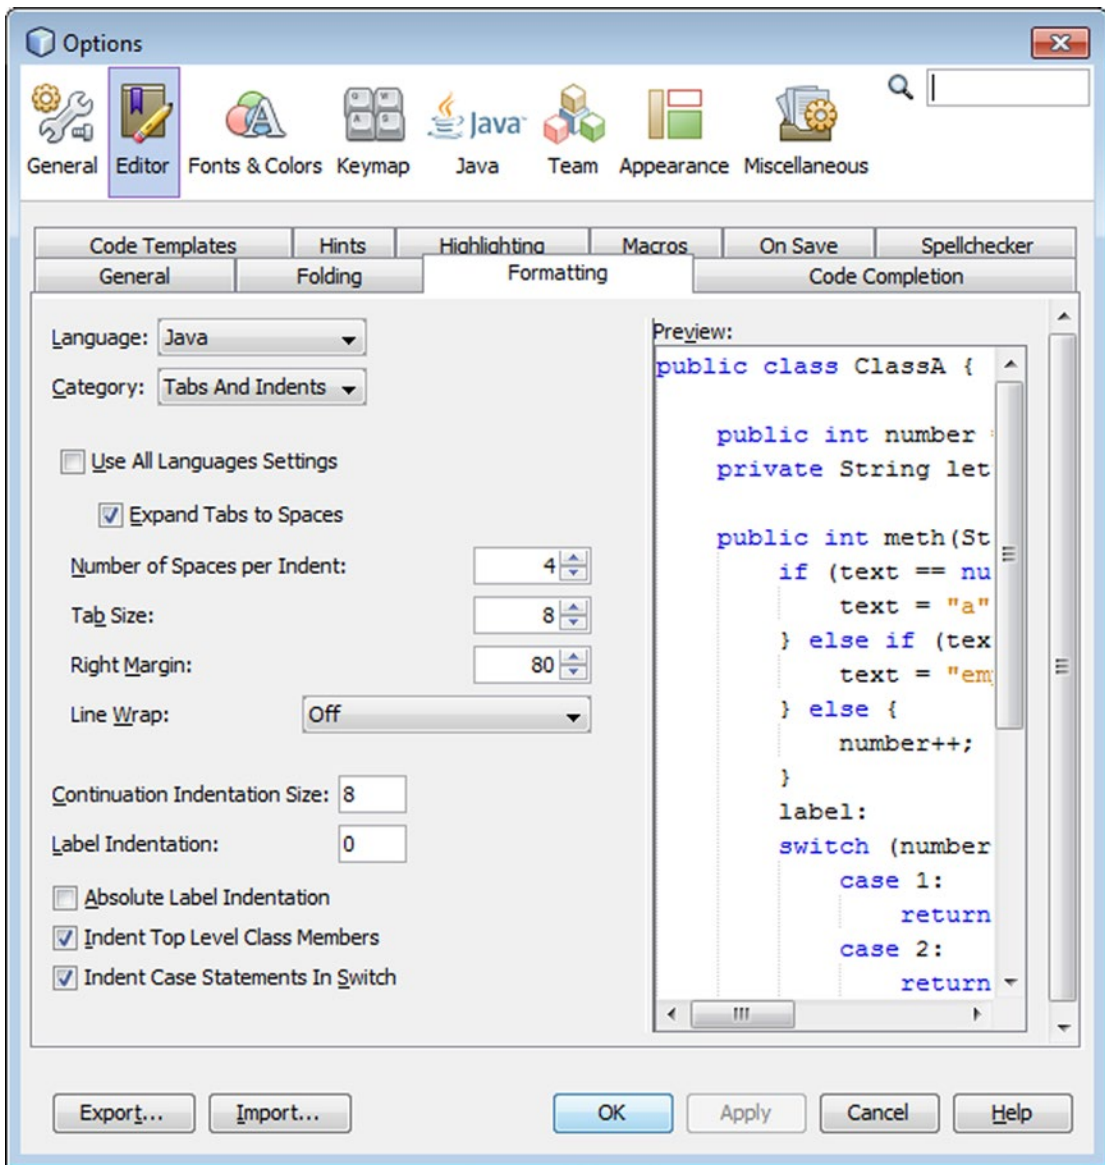 Options
General Editor Fonts & Colors Keymap Java Team Appearance Miscellaneous
Code Templates Hints Highlighting Macros On Save Spellchecker
General Folding Formatting Code Completion
Language: Java
Category: Tabs And Indents
Use All Languages Settings
Expand Tabs to Spaces
Number of Spaces per Indent: 4
Tab Size: 8
Right Margin: 80
Line Wrap: Off
Continuation Indentation Size: 8
Label Indentation: 0
Absolute Label Indentation
Indent Top Level Class Members
Indent Case Statements In Switch
Preview:
public class ClassA {
public int number
private String let
public int meth(St
if (text == nu
text = "a"
} else if (tex
text = "em
} else {
number++;
}
label:
switch (number
case 1:
return
case 2:
return
Export... Import... OK Apply Cancel Help